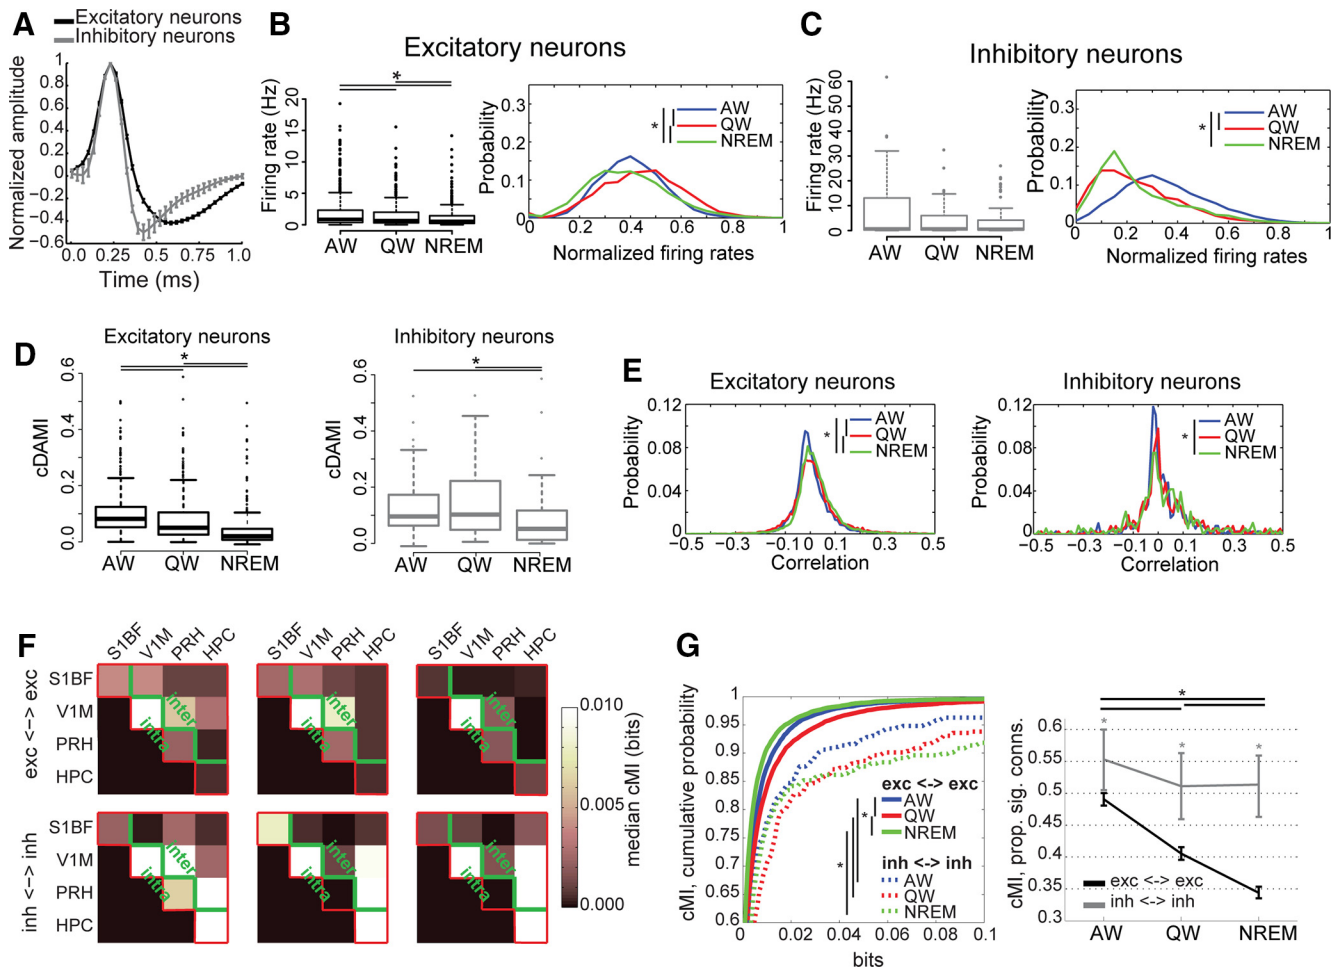 A
Excitatory neurons
Inhibitory neurons
Normalized amplitude
1
0.8
0.6
0.4
0.2
0
−0.2
−0.4
−0.6
0
0.25
0.75
1.0
Time (ms)
B
Excitatory neurons
*
Firing rate (Hz)
20
15
10
5
0
AW
QW
NREM
Probability
0.3
0.2
0.1
0
0
0.2
0.4
0.6
0.8
1
Normalized firing rates
*
AW
QW
NREM
C
Inhibitory neurons
Firing rate (Hz)
60
50
40
30
20
10
0
AW
QW
NREM
Probability
0.3
0.2
0.1
0
0
0.2
0.4
0.6
0.8
1
Normalized firing rates
*
AW
QW
NREM
D
Excitatory neurons
*
cDAMI
0.6
0.4
0.2
0.0
AW
QW
NREM
Inhibitory neurons
*
cDAMI
0.6
0.4
0.2
0.0
AW
QW
NREM
E
Excitatory neurons
Probability
0.12
0.08
0.04
0
−0.5
−0.3
−0.1
0
0.1
0.3
0.5
Correlation
*
AW
QW
NREM
Inhibitory neurons
Probability
0.12
0.08
0.04
0
−0.5
−0.3
−0.1
0
0.1
0.3
0.5
Correlation
*
AW
QW
NREM
F
S1BF
V1M
PRH
HPC
S1BF
V1M
PRH
HPC
S1BF
V1M
PRH
HPC
exc <-> exc
S1BF
V1M
PRH
HPC
inter
intra
inter
intra
inter
intra
inh <-> inh
S1BF
V1M
PRH
HPC
inter
intra
inter
intra
inter
intra
0.010
0.005
0.000
median cMI (bits)
G
cMI, cumulative probability
1
0.95
0.9
0.85
0.8
0.75
0.7
0.65
0.6
0
0.02
0.04
0.06
0.08
0.1
bits
exc <-> exc
AW
QW
NREM
inh <-> inh
AW
QW
NREM
*
*
cMI, prop. sig. conns.
0.6
0.55
0.5
0.45
0.4
0.35
0.3
*
*
*
*
exc <-> exc
inh <-> inh
AW
QW
NREM